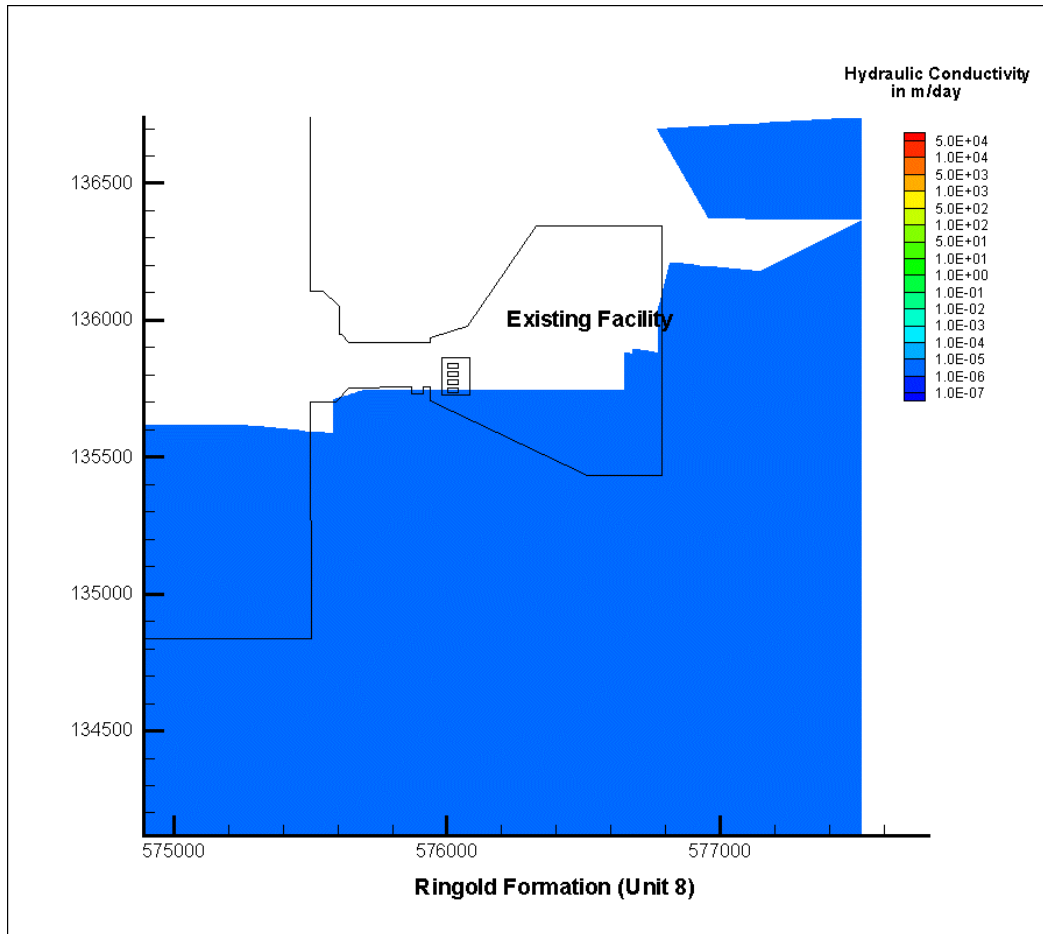 Hydraulic Conductivity
in m/day
5.0E+04
1.0E+04
5.0E+03
1.0E+03
5.0E+02
1.0E+02
5.0E+01
1.0E+01
1.0E+00
1.0E-01
1.0E-02
1.0E-03
1.0E-04
1.0E-05
1.0E-06
1.0E-07
136500
136000
Existing Facility
135500
135000
134500
575000
576000
577000
Ringold Formation (Unit 8)